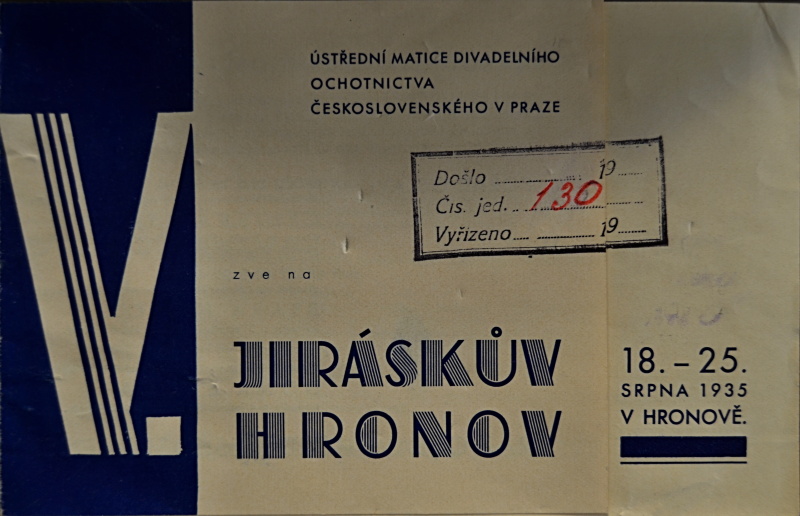 ÚSTŘEDNÍ MATICE DIVADELNÍHO
OCHOTNICTVA
ČESKOSLOVENSKÉHO V PRAZE
Došlo 19
Čís. jed. 130
Vyřízeno 19
zve na
V.
JIRÁSKŮV
HRONOV
18. – 25.
SRPNA 1935
V HRONOVĚ.